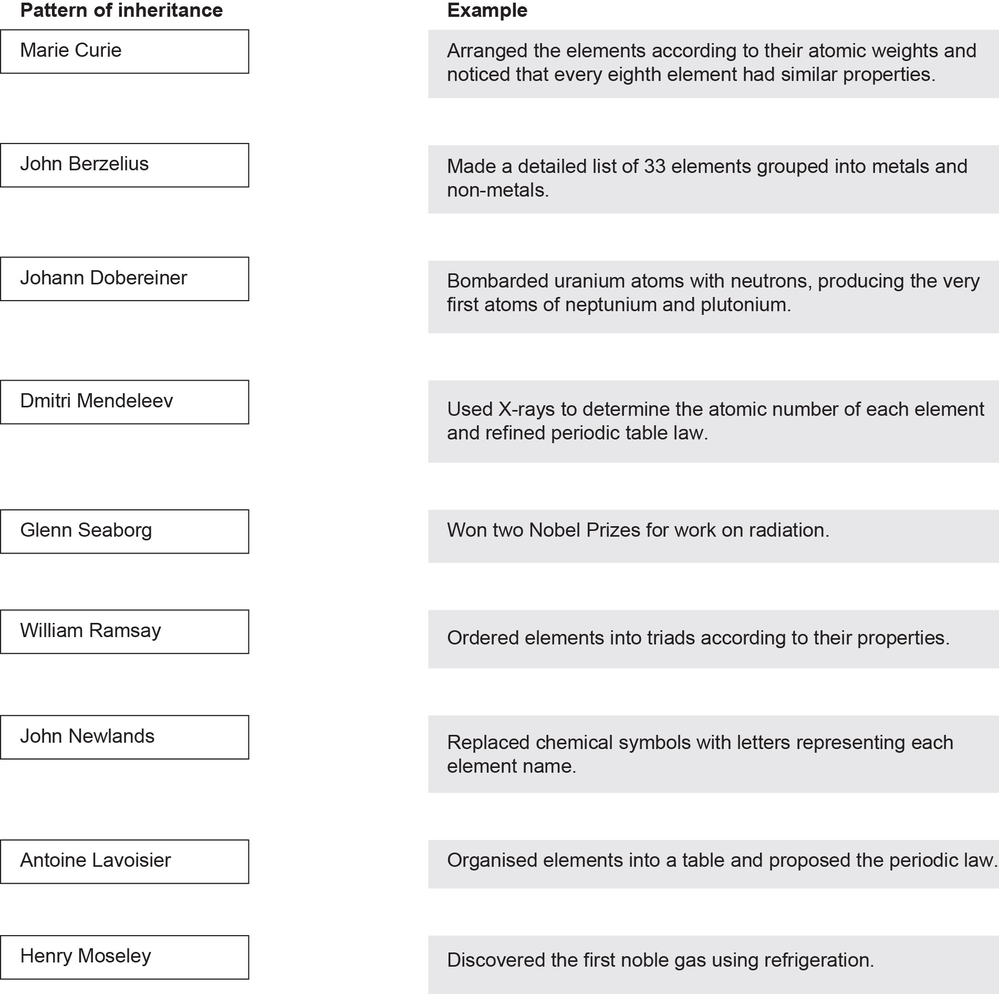 Pattern of inheritance
Example
Marie Curie
Arranged the elements according to their atomic weights and
noticed that every eighth element had similar properties.
John Berzelius
Made a detailed list of 33 elements grouped into metals and
non-metals.
Johann Dobereiner
Bombarded uranium atoms with neutrons, producing the very
first atoms of neptunium and plutonium.
Dmitri Mendeleev
Used X-rays to determine the atomic number of each element
and refined periodic table law.
Glenn Seaborg
Won two Nobel Prizes for work on radiation.
William Ramsay
Ordered elements into triads according to their properties.
John Newlands
Replaced chemical symbols with letters representing each
element name.
Antoine Lavoisier
Organised elements into a table and proposed the periodic law.
Henry Moseley
Discovered the first noble gas using refrigeration.